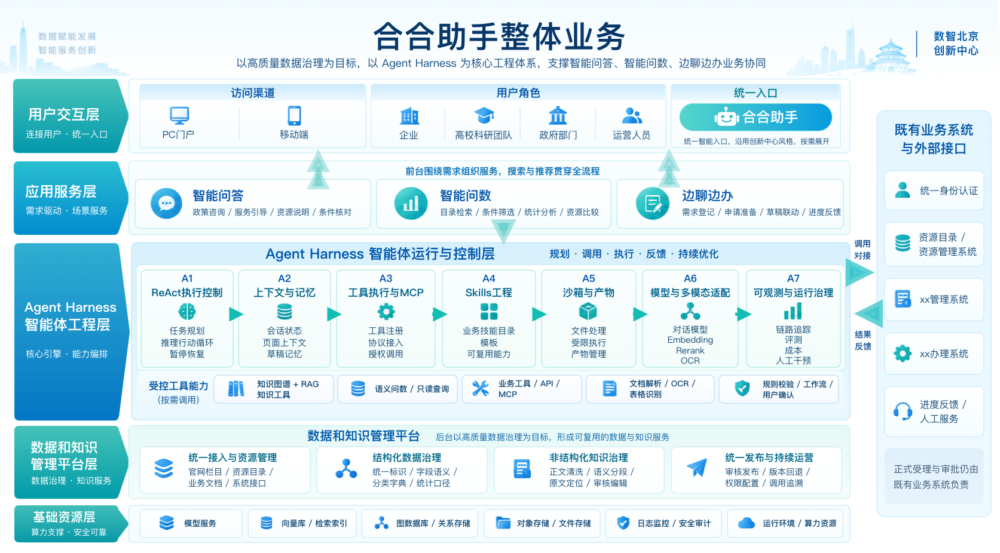 数据赋能发展
智能服务创新
合合助手整体业务
以高质量数据治理为目标，以 Agent Harness 为核心工程体系，支撑智能问答、智能问数、边聊边办业务协同
数智北京
创新中心
用户交互层
连接用户 · 统一入口
访问渠道
PC门户
移动端
用户角色
企业
高校科研团队
政府部门
运营人员
统一入口
合合助手
统一智能入口，沿用创新中心风格，按需展开
应用服务层
需求驱动 · 场景服务
前台围绕需求组织服务，搜索与推荐贯穿全流程
智能问答
政策咨询 / 服务引导 / 资源说明 / 条件核对
智能问数
目录检索 / 条件筛选 / 统计分析 / 资源比较
边聊边办
需求登记 / 申请准备 / 草稿联动 / 进度反馈
Agent Harness
智能体工程层
核心引擎 · 能力编排
Agent Harness 智能体运行与控制层
规划 · 调用 · 执行 · 反馈 · 持续优化
A1
ReAct执行控制
任务规划
推理行动循环
暂停恢复
A2
上下文与记忆
会话状态
页面上下文
草稿记忆
A3
工具执行与MCP
工具注册
协议接入
授权调用
A4
Skills工程
业务技能目录
模板
可复用能力
A5
沙箱与产物
文件处理
受限执行
产物管理
A6
模型与多模态适配
对话模型
Embedding
Rerank
OCR
A7
可观测与运行治理
链路追踪
评测
成本
人工干预
受控工具能力
(按需调用)
知识图谱 + RAG
知识工具
语义问数 / 只读查询
业务工具 / API /
MCP
文档解析 / OCR /
表格识别
规则校验 / 工作流 /
用户确认
数据和知识
管理平台层
数据治理 · 知识服务
数据和知识管理平台
后台以高质量数据治理为目标，形成可复用的数据与知识服务
统一接入与资源管理
官网栏目 / 资源目录 /
业务文档 / 系统接口
结构化数据治理
统一标识 / 字段语义 /
分类字典 / 统计口径
非结构化知识治理
正文清洗 / 语义分段 /
原文定位 / 审核编辑
统一发布与持续运营
审核发布 / 版本回退 /
权限配置 / 调用追溯
基础资源层
算力支撑 · 安全可靠
模型服务
向量库 / 检索索引
图数据库 / 关系存储
对象存储 / 文件存储
日志监控 / 安全审计
运行环境 / 算力资源
调用
对接
结果
反馈
既有业务系统
与外部接口
统一身份认证
资源目录 /
资源管理系统
xx管理系统
xx办理系统
进度反馈 /
人工服务
正式受理与审批仍由
既有业务系统负责